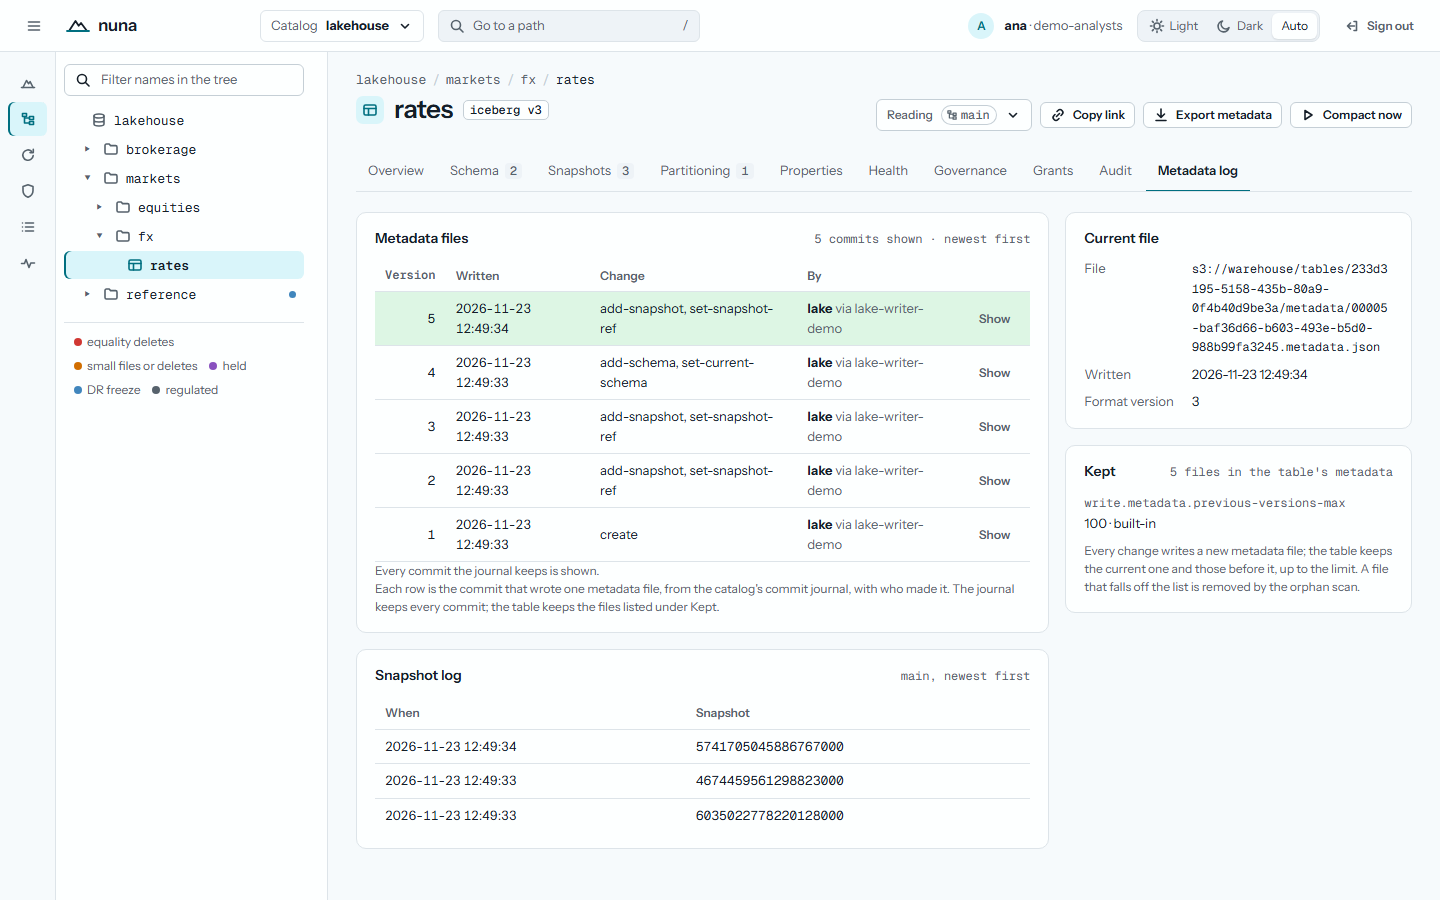 nuna
Catalog lakehouse
Go to a path /
A ana · demo-analysts
Light Dark Auto
Sign out
Filter names in the tree
lakehouse
brokerage
markets
equities
fx
rates
reference
equality deletes
small files or deletes held
DR freeze regulated
lakehouse / markets / fx / rates
rates iceberg v3
Reading main
Copy link
Export metadata
Compact now
Overview Schema 2 Snapshots 3 Partitioning 1 Properties Health Governance Grants Audit Metadata log
Metadata files 5 commits shown · newest first
Version Written Change By
5 2026-11-23 12:49:34 add-snapshot, set-snapshot-ref lake via lake-writer-demo Show
4 2026-11-23 12:49:33 add-schema, set-current-schema lake via lake-writer-demo Show
3 2026-11-23 12:49:33 add-snapshot, set-snapshot-ref lake via lake-writer-demo Show
2 2026-11-23 12:49:33 add-snapshot, set-snapshot-ref lake via lake-writer-demo Show
1 2026-11-23 12:49:33 create lake via lake-writer-demo Show
Every commit the journal keeps is shown.
Each row is the commit that wrote one metadata file, from the catalog's commit journal, with who made it. The journal
keeps every commit; the table keeps the files listed under Kept.
Snapshot log main, newest first
When Snapshot
2026-11-23 12:49:34 5741705045886767000
2026-11-23 12:49:33 4674459561298823000
2026-11-23 12:49:33 6035022778220128000
Current file
File s3://warehouse/tables/233d3
195-5158-435b-80a9-
0f4b40d9be3a/metadata/00005
-baf36d66-b603-493e-b5d0-
988b99fa3245.metadata.json
Written 2026-11-23 12:49:34
Format version 3
Kept 5 files in the table's metadata
write.metadata.previous-versions-max
100 · built-in
Every change writes a new metadata file; the table keeps
the current one and those before it, up to the limit. A file
that falls off the list is removed by the orphan scan.